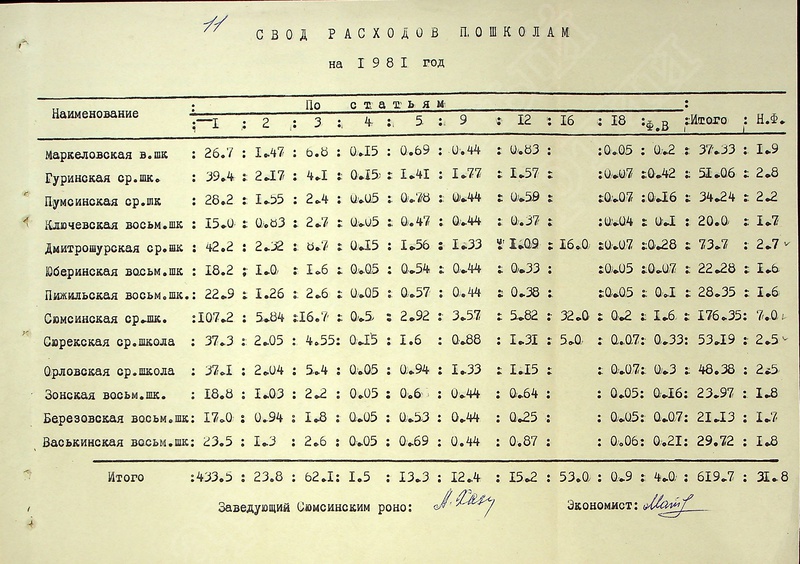 11
СВОД РАСХОДОВ ПОШКОЛАМ
на 1981 год
Наименование : По статьям : Итого : Н.Ф.
: 1 : 2 : 3 : 4 : 5 : 9 : 12 : 16 : 18 : Ф.В
Маркеловская в.шк : 26.7 : 1.47 : 6.8 : 0.15 : 0.69 : 0.44 : 0.83 : :0.05 : 0.2 : 37.33 : 1.9
Гуринская ср.шк. : 39.4 : 2.17 : 4.1 : 0.15 : 1.41 : 1.77 : 1.57 : :0.07 :0.42 : 51.06 : 2.8
Пумсинская ср.шк : 28.2 : 1.55 : 2.4 : 0.05 : 0.78 : 0.44 : 0.59 : :0.07 :0.16 : 34.24 : 2.2
Ключевская восьм.шк : 15.0 : 0.83 : 2.7 : 0.05 : 0.47 : 0.44 : 0.37 : :0.04 : 0.1 : 20.0 : 1.7
Дмитрошурская ср.шк : 42.2 : 2.32 : 8.7 : 0.15 : 1.56 : 1.33 : 1.09 : 16.0 :0.07 :0.28 : 73.7 : 2.7
Юберинская восьм.шк : 18.2 : 1.0 : 1.6 : 0.05 : 0.54 : 0.44 : 0.33 : :0.05 :0.07 : 22.28 : 1.6
Пижильская восьм.шк.: 22.9 : 1.26 : 2.6 : 0.05 : 0.57 : 0.44 : 0.38 : :0.05 : 0.1 : 28.35 : 1.6
Сюмсинская ср.шк. :107.2 : 5.84 :16.7 : 0.5 : 2.92 : 3.57 : 5.82 : 32.0 : 0.2 : 1.6 : 176.35: 7.0
Сюрекская ср.школа : 37.3 : 2.05 : 4.55: 0.15 : 1.6 : 0.88 : 1.31 : 5.0 : 0.07: 0.33: 53.19 : 2.5
Орловская ср.школа : 37.1 : 2.04 : 5.4 : 0.05 : 0.94 : 1.33 : 1.15 : : 0.07: 0.3 : 48.38 : 2.5
Зонская восьм.шк. : 18.8 : 1.03 : 2.2 : 0.05 : 0.6 : 0.44 : 0.64 : : 0.05: 0.16: 23.97 : 1.8
Березовская восьм.шк: 17.0 : 0.94 : 1.8 : 0.05 : 0.53 : 0.44 : 0.25 : : 0.05: 0.07: 21.13 : 1.7
Васькинская восьм.шк: 23.5 : 1.3 : 2.6 : 0.05 : 0.69 : 0.44 : 0.87 : : 0.06: 0.21: 29.72 : 1.8
Итого :433.5 : 23.8 : 62.1: 1.5 : 13.3 : 12.4 : 15.2 : 53.0 : 0.9 : 4.0 : 619.7 : 31.8
Заведующий Сюмсинским роно: Экономист: